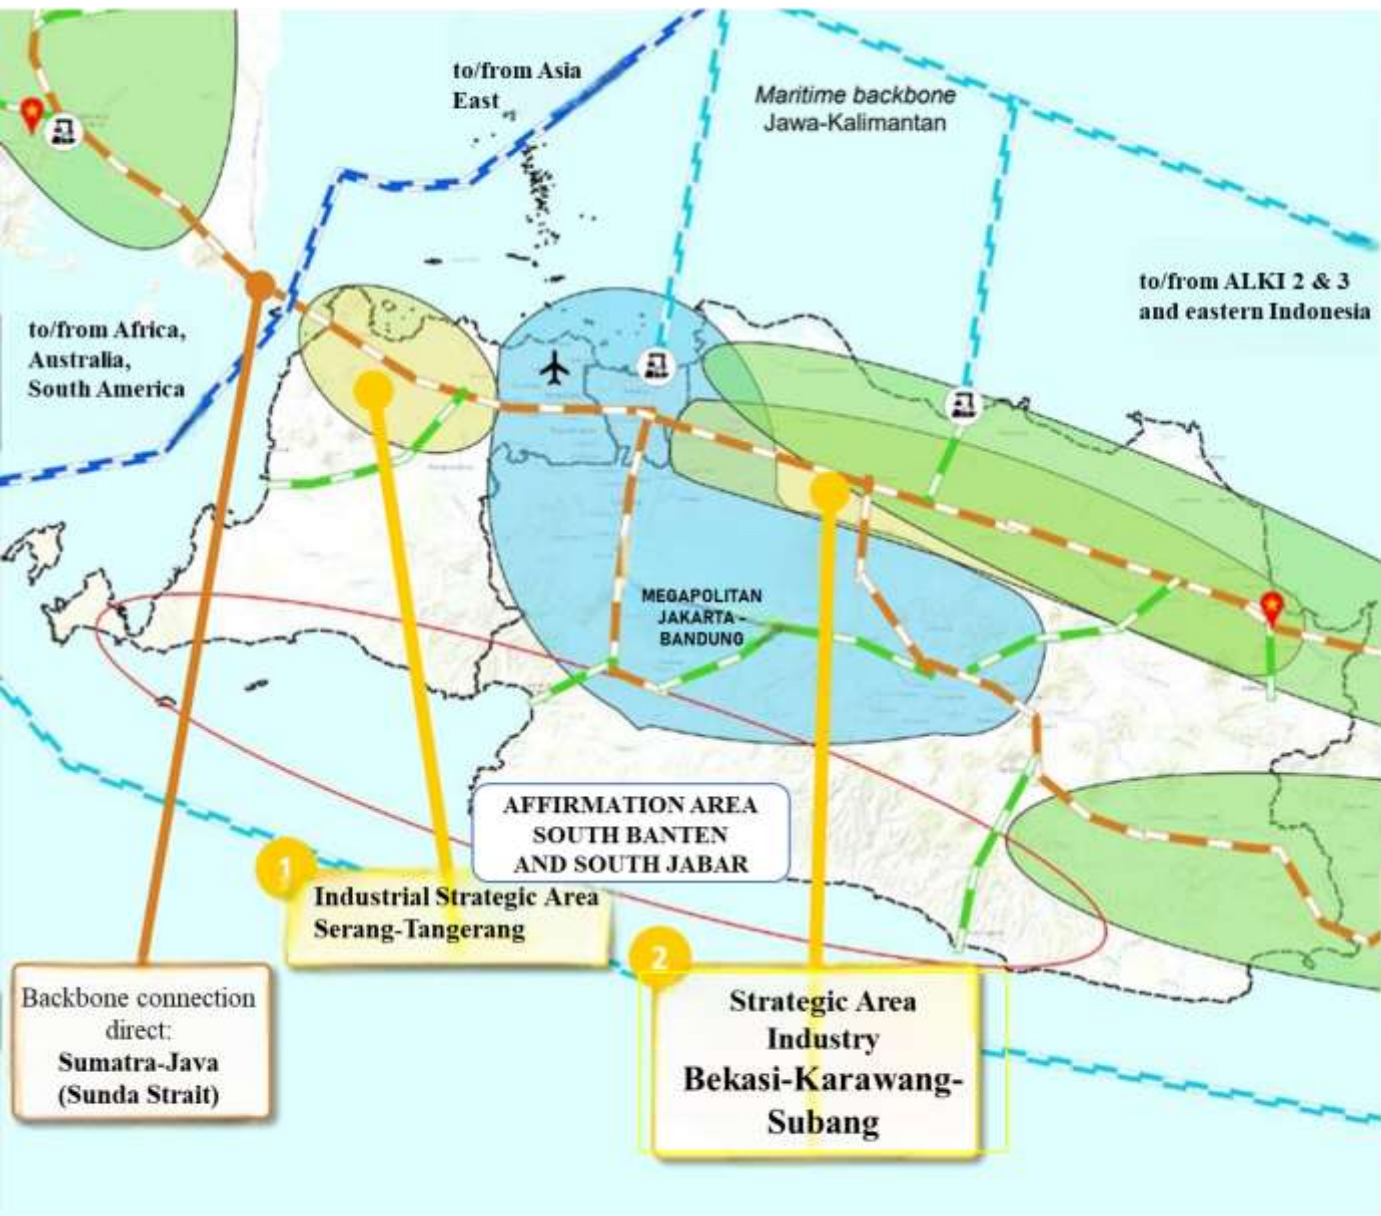 to/from Asia
East
Maritime backbone
Jawa-Kalimantan
to/from ALKI 2 & 3
and eastern Indonesia
to/from Africa,
Australia,
South America
MEGAPOLITAN
JAKARTA -
BANDUNG
AFFIRMATION AREA
SOUTH BANTEN
AND SOUTH JABAR
1
Industrial Strategic Area
Serang-Tangerang
2
Strategic Area
Industry
Bekasi-Karawang-
Subang
Backbone connection
direct:
Sumatra-Java
(Sunda Strait)